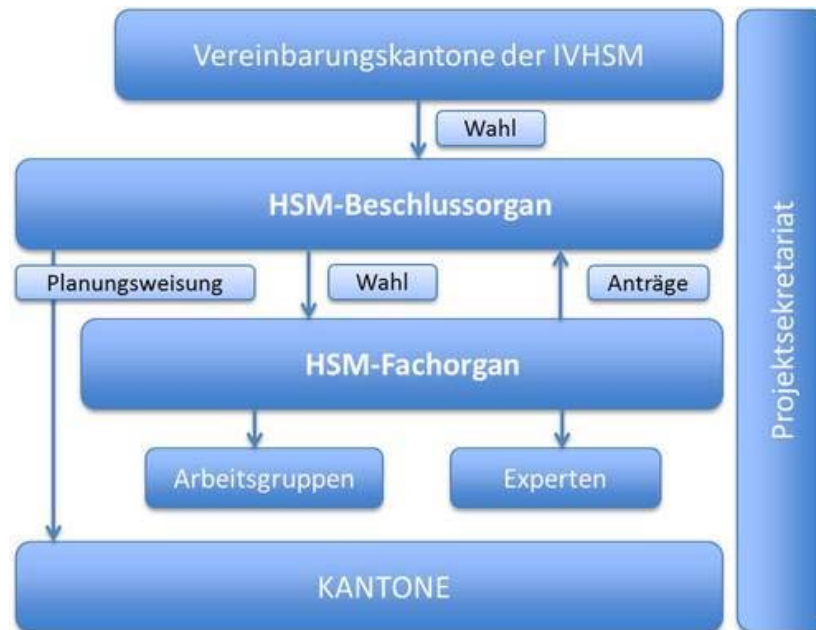 Vereinbarungskantone der IVHSM
Wahl
HSM-Beschlussorgan
Planungsweisung
Wahl
Anträge
HSM-Fachorgan
Arbeitsgruppen
Experten
KANTONE
Projektsekretariat